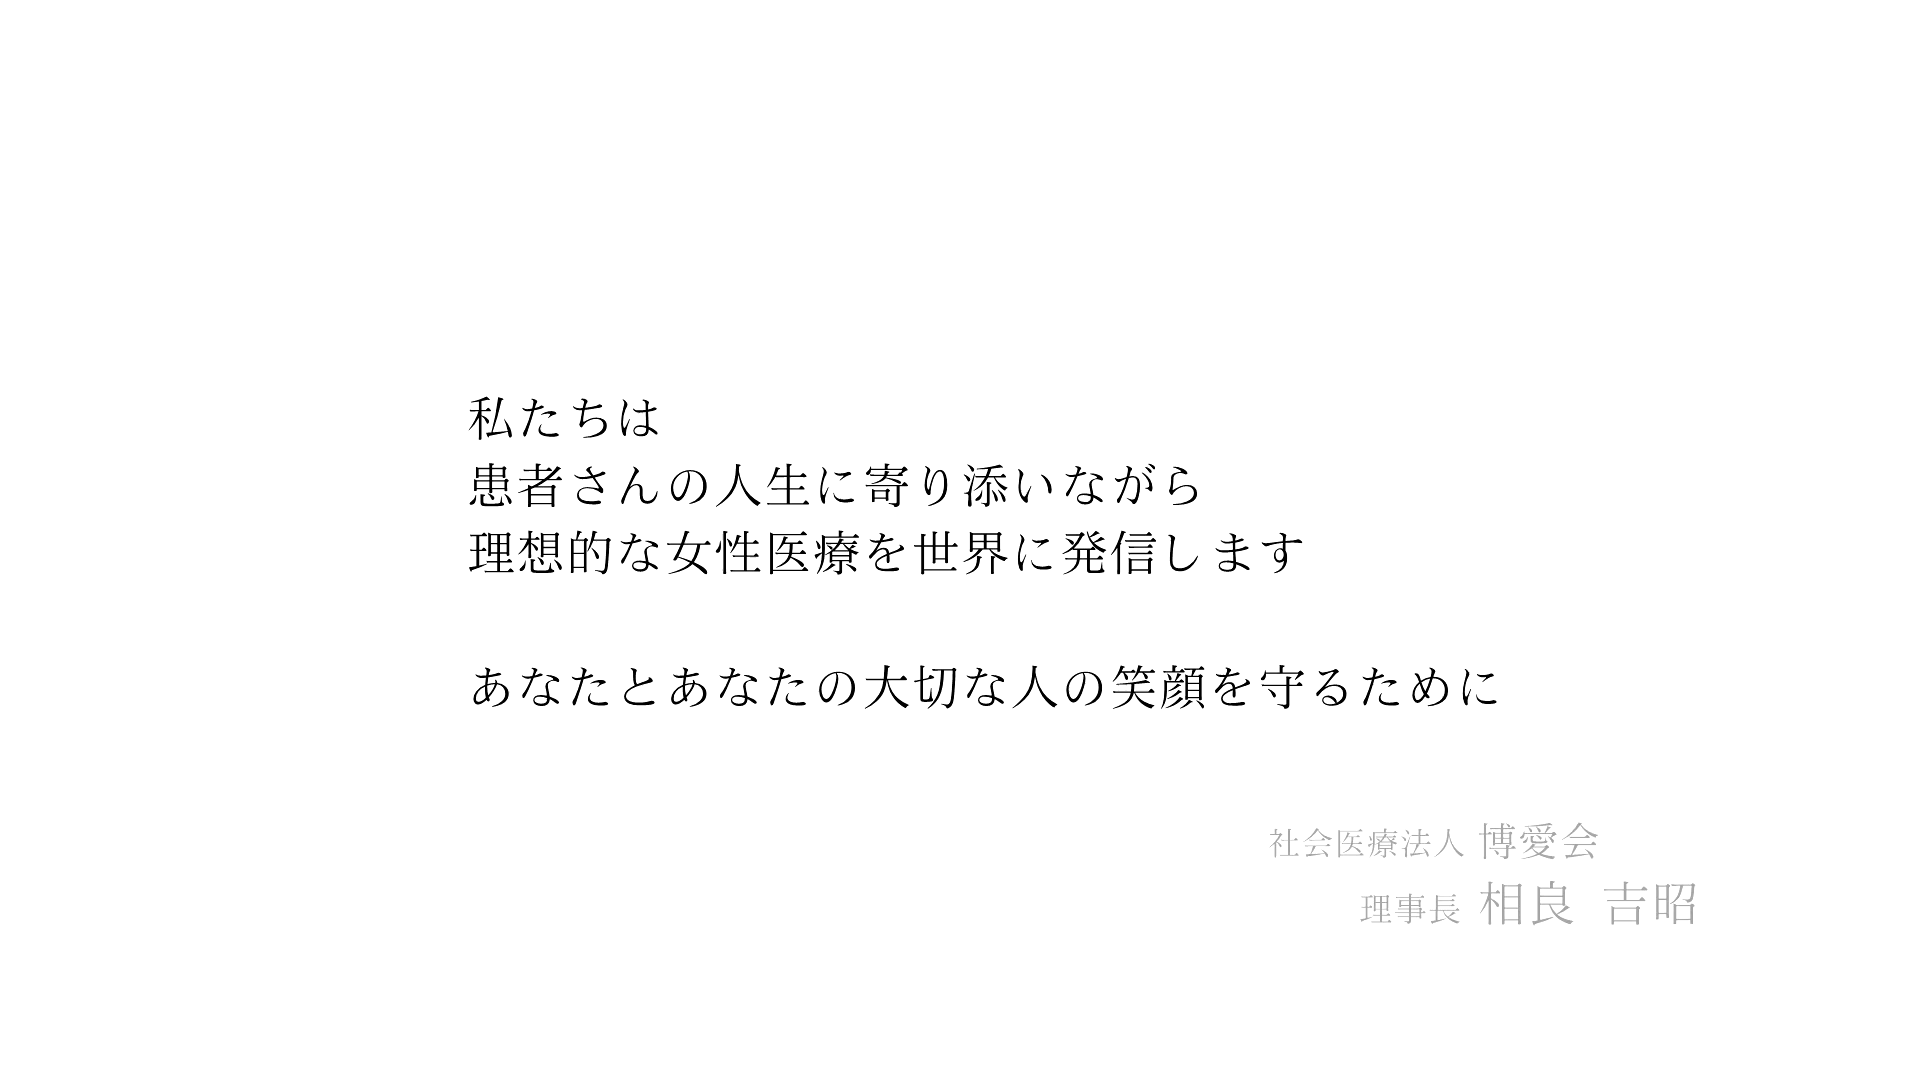 私たちは
患者さんの人生に寄り添いながら
理想的な女性医療を世界に発信します
あなたとあなたの大切な人の笑顔を守るために
社会医療法人 博愛会
理事長 相良 吉昭